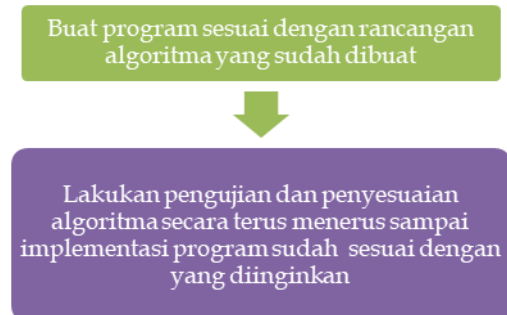 Buat program sesuai dengan rancangan
algoritma yang sudah dibuat
Lakukan pengujian dan penyesuaian
algoritma secara terus menerus sampai
implementasi program sudah sesuai dengan
yang diinginkan